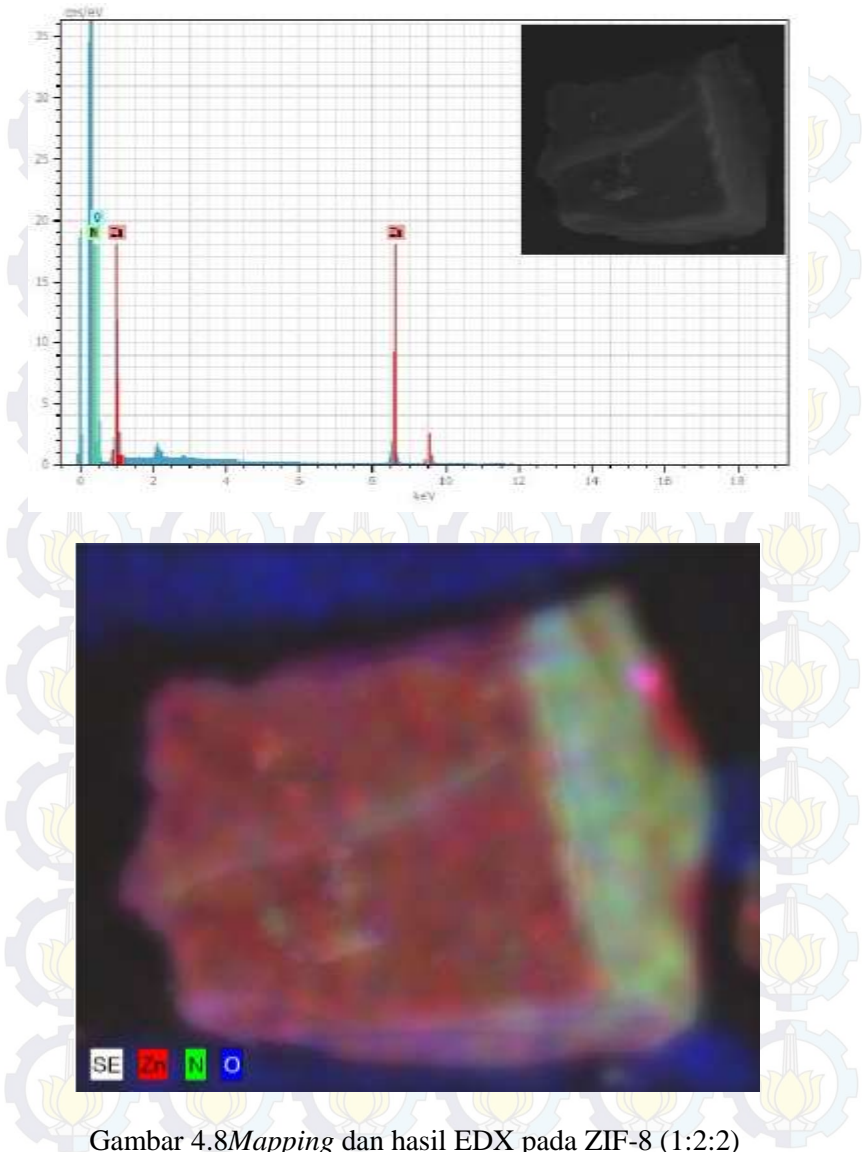 cps/eV
35
30
25
20
15
10
5
0
O
N Zn Zn
0 2 4 6 8 10 12 14 16 18
keV
SE Zn N O
Gambar 4.8Mapping dan hasil EDX pada ZIF-8 (1:2:2)